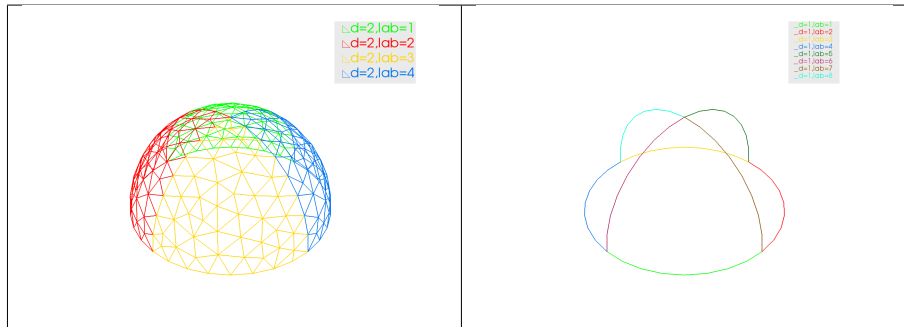 d=2,lab=1
d=2,lab=2
d=2,lab=3
d=2,lab=4
d=1,lab=1
d=1,lab=2
d=1,lab=3
d=1,lab=4
d=1,lab=5
d=1,lab=6
d=1,lab=7
d=1,lab=8